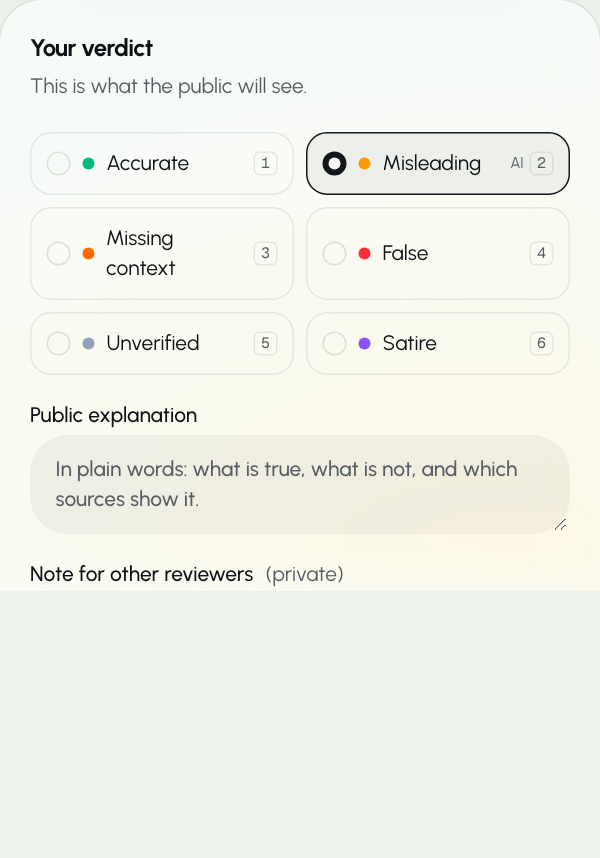 Your verdict
This is what the public will see.
Accurate 1
Misleading AI 2
Missing
context 3
False 4
Unverified 5
Satire 6
Public explanation
In plain words: what is true, what is not, and which
sources show it.
Note for other reviewers (private)